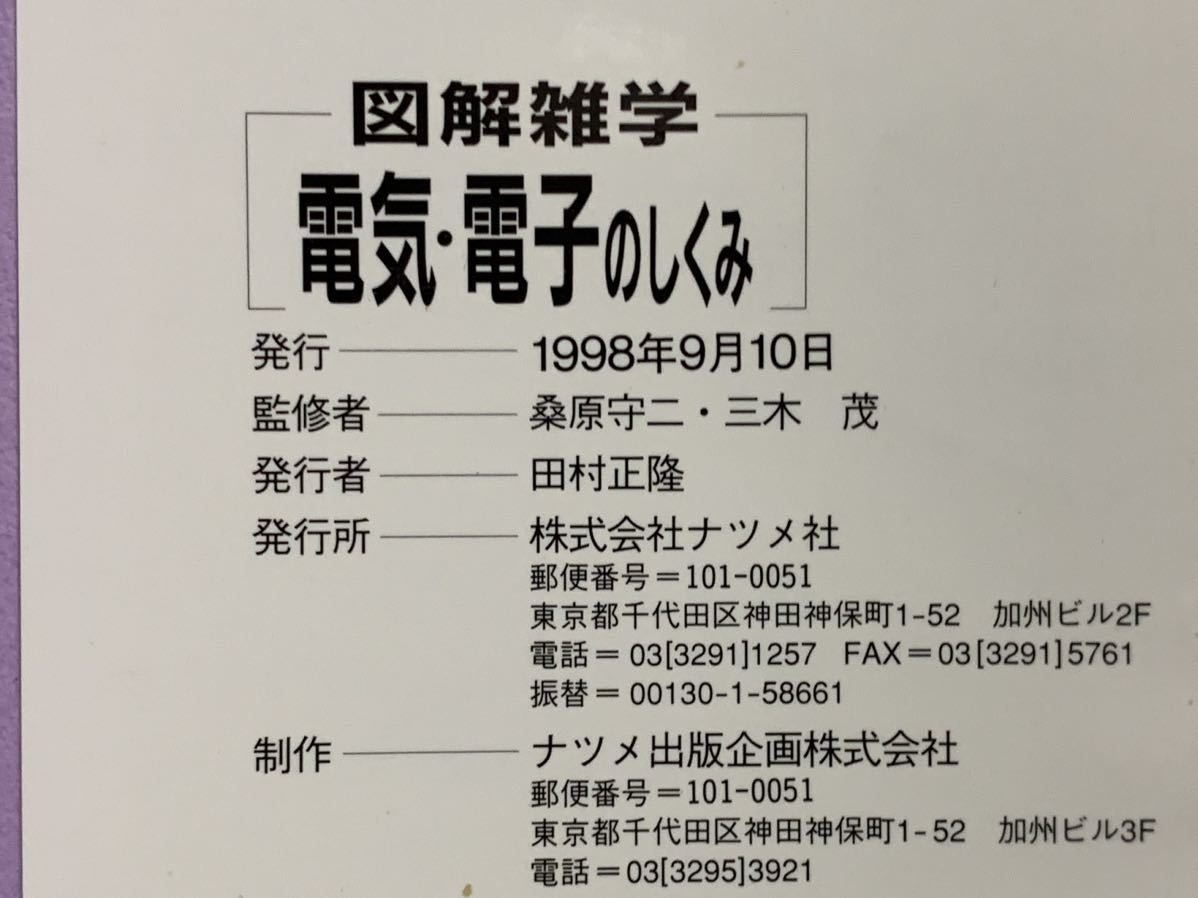 図解雑学
電気・電子のしくみ
発行 1998年9月10日
監修者 桑原守二・三木　茂
発行者 田村正隆
発行所 株式会社ナツメ社
郵便番号＝101-0051
東京都千代田区神田神保町1-52　加州ビル2F
電話＝03[3291]1257　FAX＝03[3291]5761
振替＝00130-1-58661
制作 ナツメ出版企画株式会社
郵便番号＝101-0051
東京都千代田区神田神保町1-52　加州ビル3F
電話＝03[3295]3921